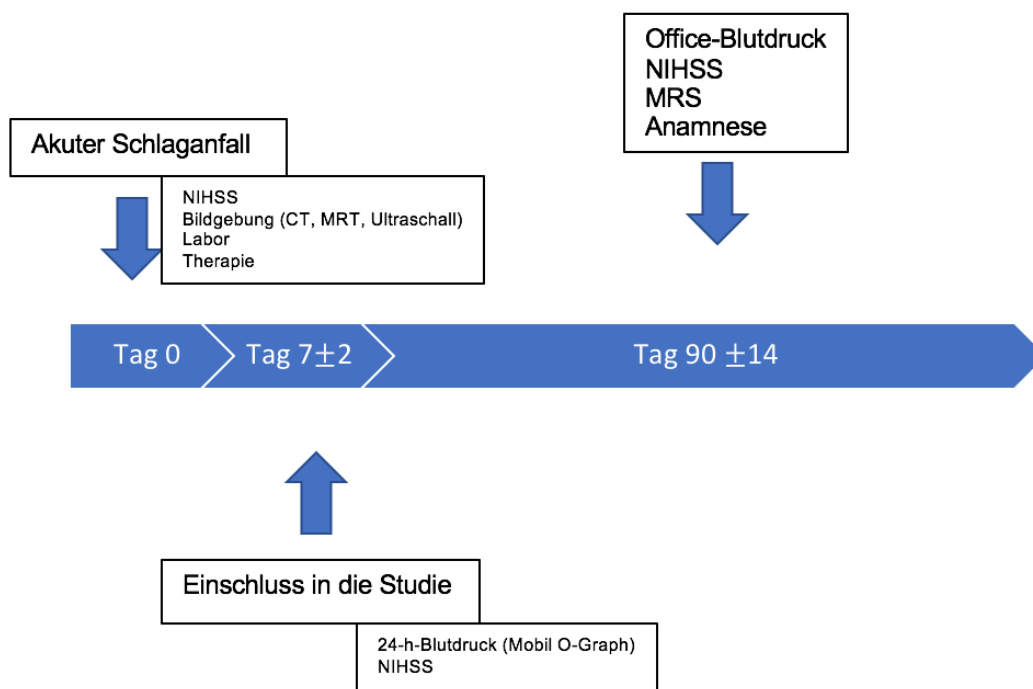 Office-Blutdruck
NIHSS
MRS
Anamnese
Akuter Schlaganfall
NIHSS
Bildgebung (CT, MRT, Ultraschall)
Labor
Therapie
Tag 0
Tag 7±2
Tag 90 ±14
Einschluss in die Studie
24-h-Blutdruck (Mobil O-Graph)
NIHSS